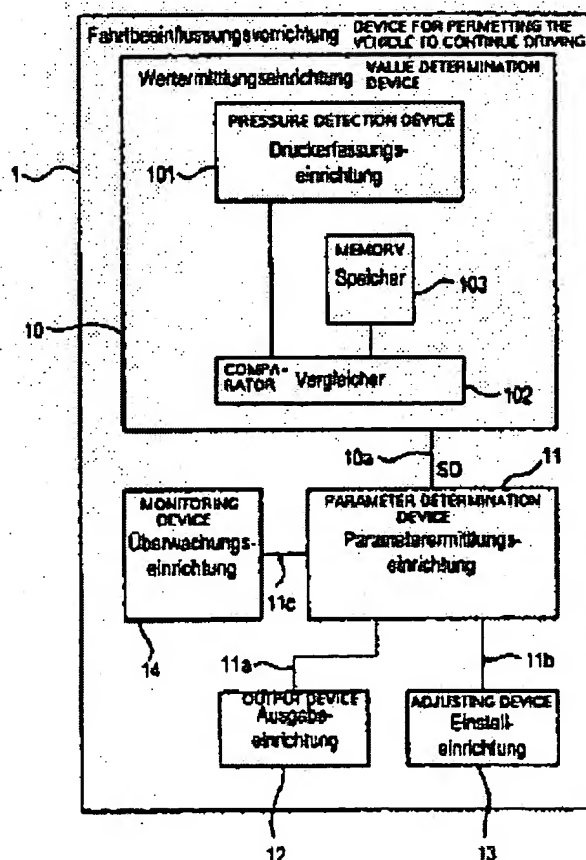 Fahrtbeeinflussungsvorrichtung DEVICE FOR PERMETTING THE
VEHICLE TO CONTINUE DRIVING
Wertermittlungseinrichtung VALUE DETERMINATION
DEVICE
PRESSURE DETECTION DEVICE
Druckerfassungs-
einrichtung
1
101
MEMORY
Speicher
103
10
COMPA-
RATOR Vergleicher
102
10a
SD
11
MONITORING
DEVICE
Überwachungs-
einrichtung
PARAMETER DETERMINATION
DEVICE
Parameterermittlungs-
einrichtung
11c
14
11a
11b
OUTPUT DEVICE
Ausgabe-
einrichtung
ADJUSTING DEVICE
Einstell-
einrichtung
12
13